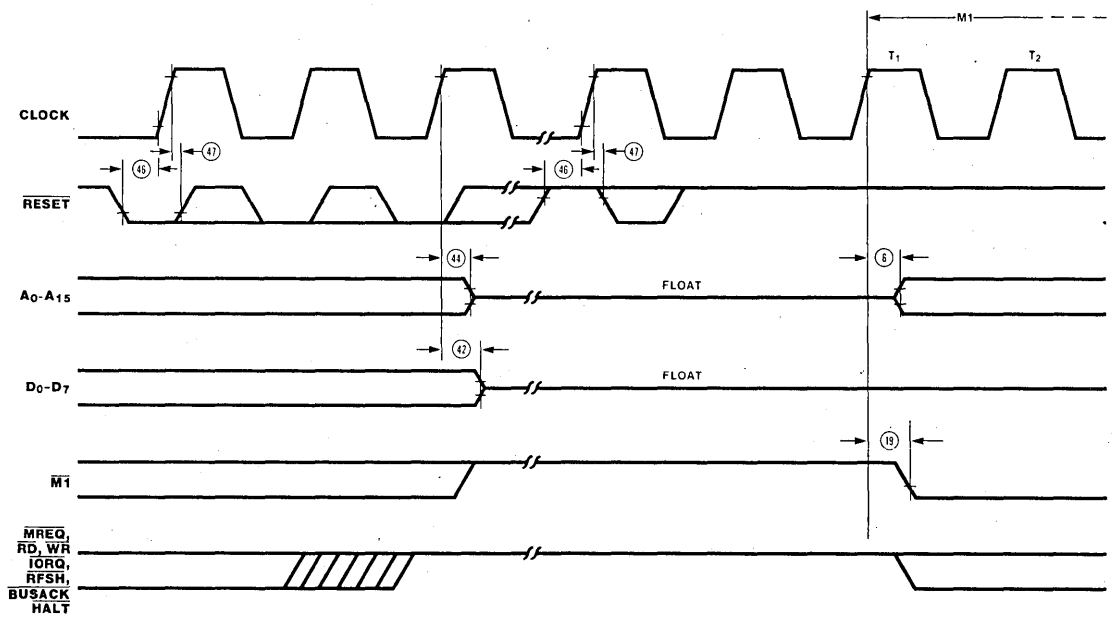 M1
T1 T2
CLOCK
47 47
46 46
RESET
44 6
FLOAT
A0-A15
42
FLOAT
D0-D7
19
M1
MREQ,
RD, WR
IORQ,
RFSH,
BUSACK
HALT